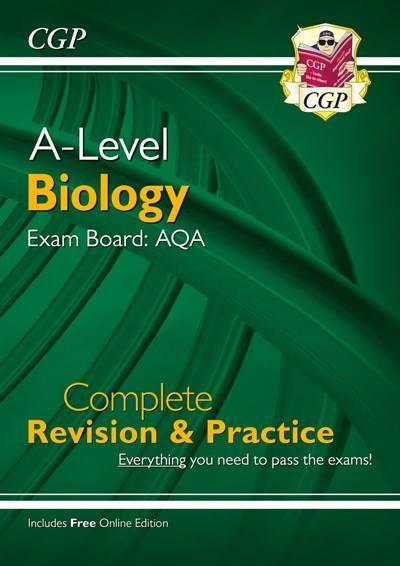 CGP
CGP
CGP
A-Level
Biology
Exam Board: AQA
Complete
Revision & Practice
Everything you need to pass the exams!
Includes Free Online Edition